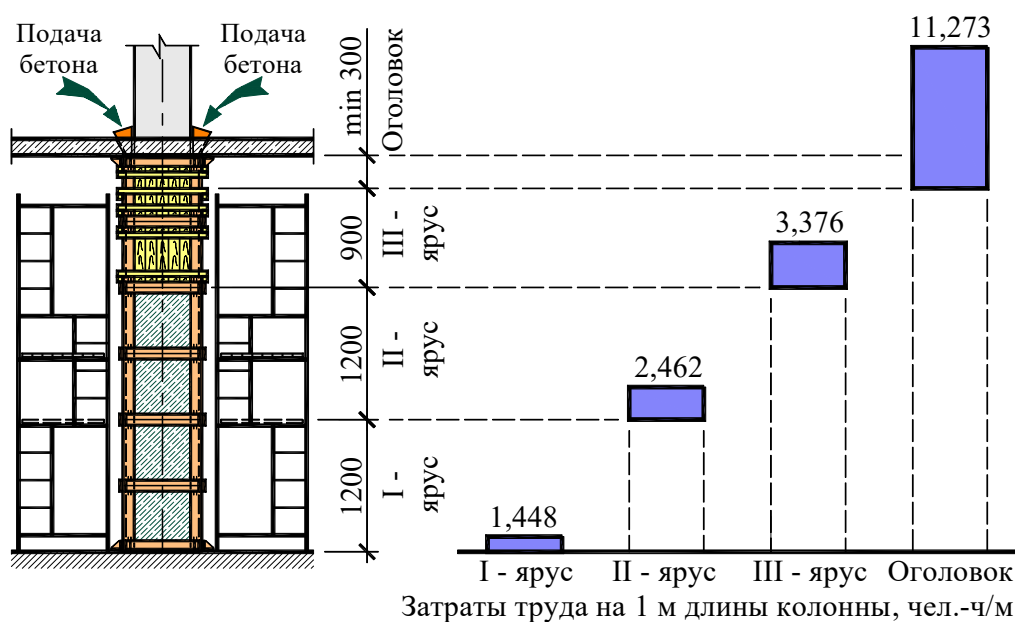 Подача
бетона
Подача
бетона
min 300
Оголовок
900
III -
ярус
1200
II -
ярус
1200
I -
ярус
11,273
3,376
2,462
1,448
I - ярус
II - ярус
III - ярус
Оголовок
Затраты труда на 1 м длины колонны, чел.-ч/м